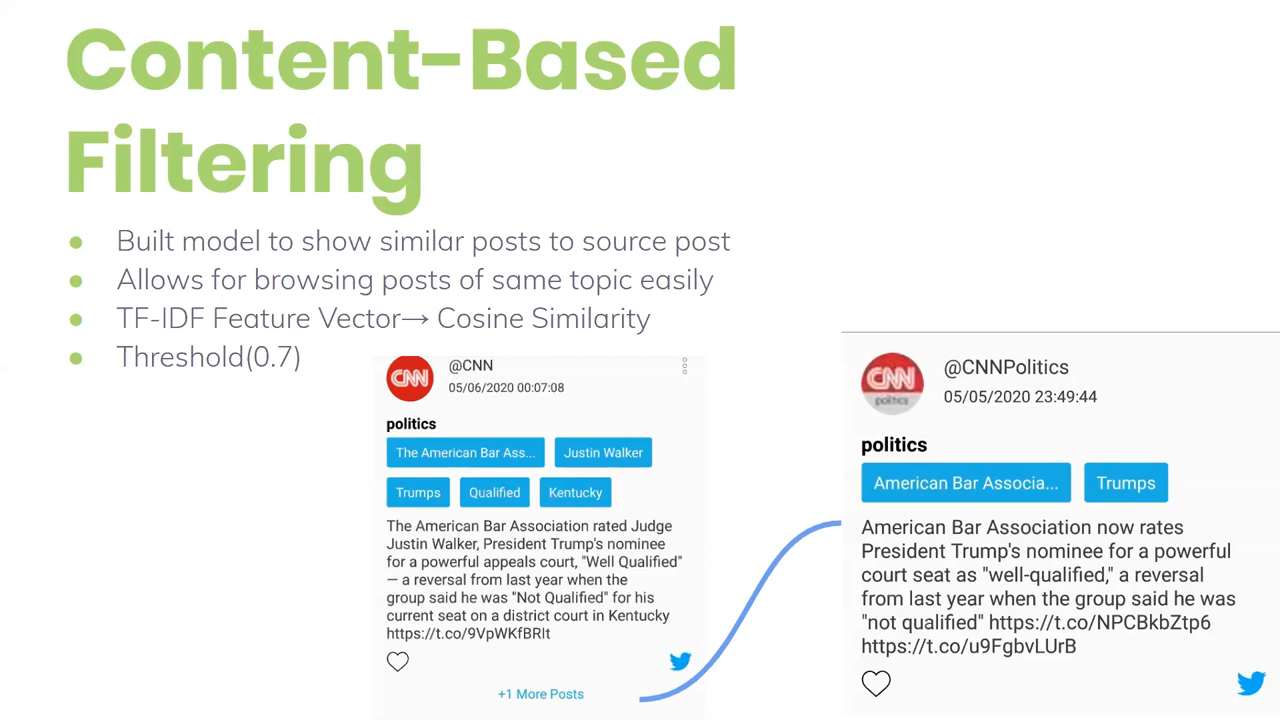 Content-Based
Filtering
● Built model to show similar posts to source post
● Allows for browsing posts of same topic easily
● TF-IDF Feature Vector→ Cosine Similarity
● Threshold(0.7)
CNN
@CNN
05/06/2020 00:07:08
politics
The American Bar Ass...
Justin Walker
Trumps
Qualified
Kentucky
The American Bar Association rated Judge
Justin Walker, President Trump's nominee
for a powerful appeals court, "Well Qualified"
— a reversal from last year when the
group said he was "Not Qualified" for his
current seat on a district court in Kentucky
https://t.co/9VpWKfBRIt
+1 More Posts
CNN
politics
@CNNPolitics
05/05/2020 23:49:44
politics
American Bar Associa...
Trumps
American Bar Association now rates
President Trump's nominee for a powerful
court seat as "well-qualified," a reversal
from last year when the group said he was
"not qualified" https://t.co/NPCBkbZtp6
https://t.co/u9FgbvLUrB